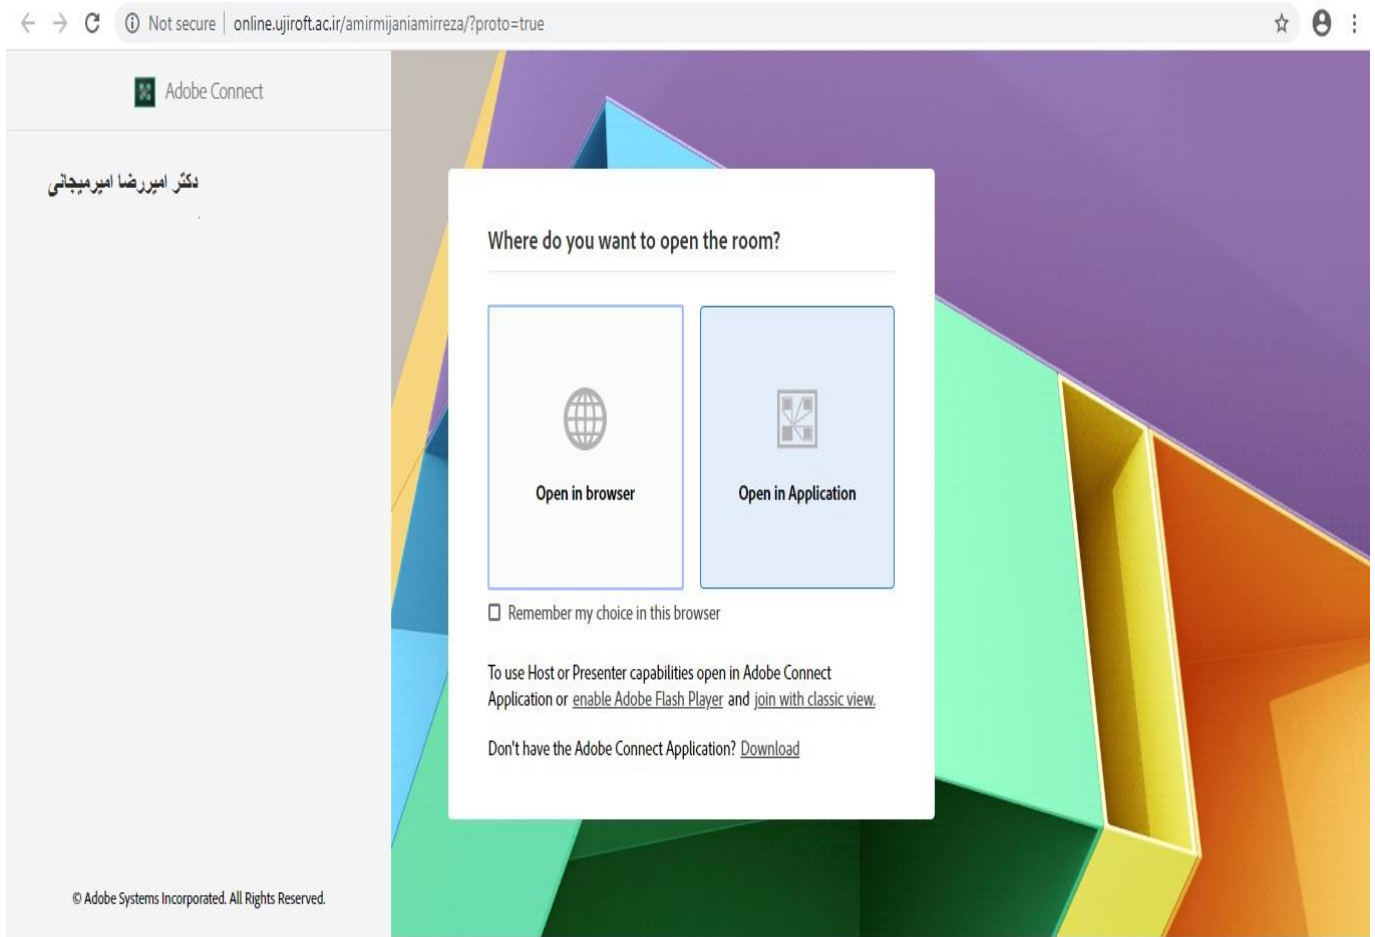 Not secure | online.ujiroft.ac.ir/amirmijaniamirreza/?proto=true
Adobe Connect
دکتر امیررضا امیرمیجانی
Where do you want to open the room?
Open in browser
Open in Application
Remember my choice in this browser
To use Host or Presenter capabilities open in Adobe Connect
Application or enable Adobe Flash Player and join with classic view.
Don't have the Adobe Connect Application? Download
© Adobe Systems Incorporated. All Rights Reserved.